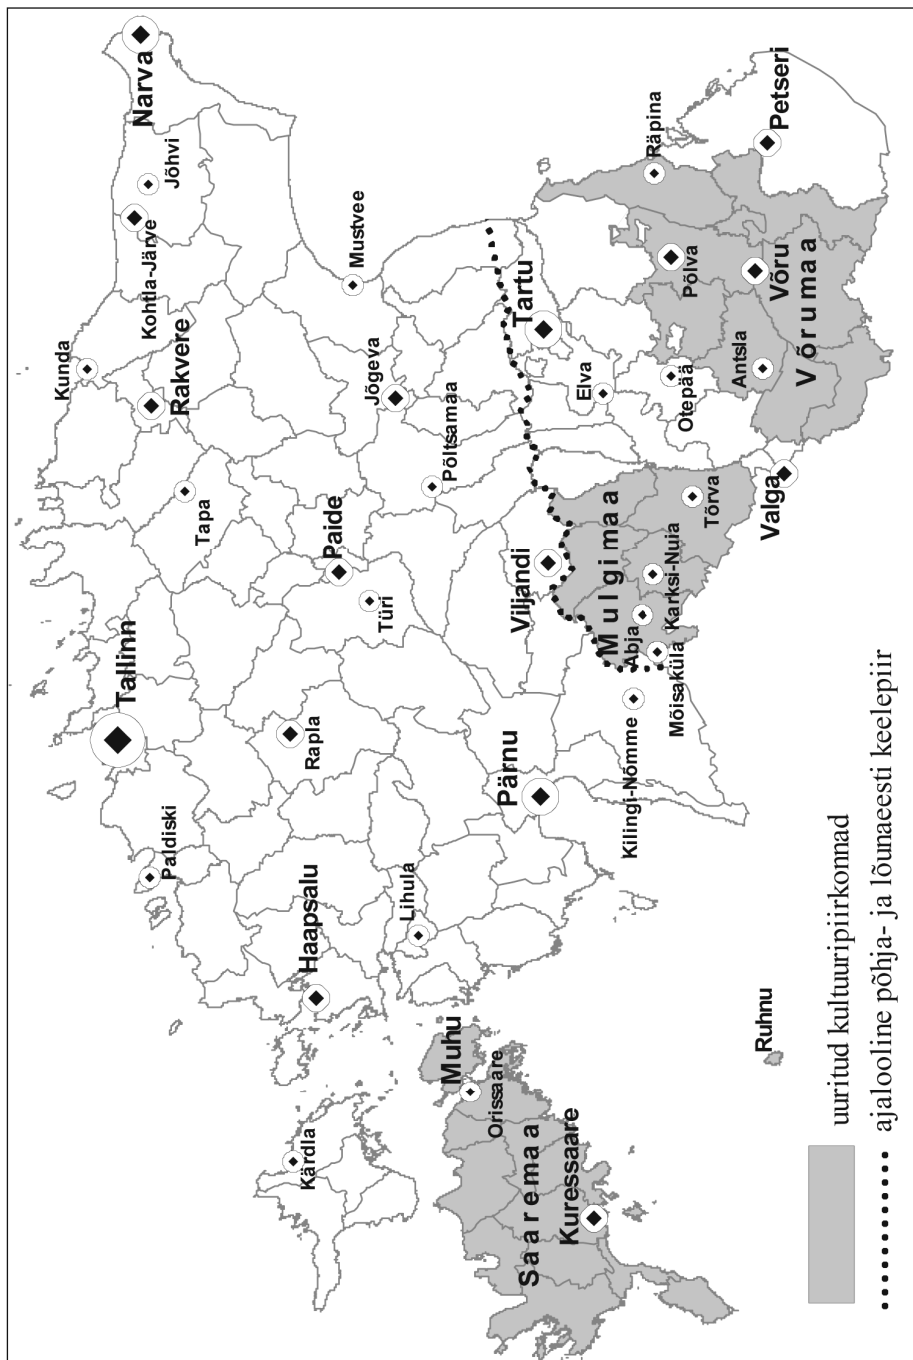 Tallinn
Narva
Kunda
Jõhvi
Kohtla-Järve
Rakvere
Paldiski
Tapa
Haapsalu
Rapla
Paide
Türi
Mustvee
Kärdla
Jõgeva
Põltsamaa
Lihula
Muhu
Orissaare
Saaremaa
Kuressaare
Pärnu
Viljandi
Tartu
Elva
Mulgimaa
Kilingi-Nõmme
Abja
Mõisaküla
Karksi-Nuia
Tõrva
Otepää
Põlva
Räpina
Valga
Antsla
Võru
Võrumaa
Petseri
Ruhnu
uuritud kultuuripiirkonnad
ajalooline põhja- ja lõunaeesti keelepiir